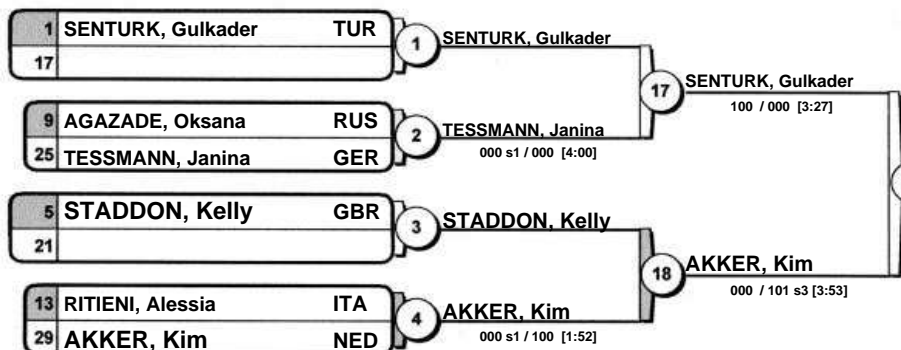 1 SENTURK, Gulkader TUR
17
1 SENTURK, Gulkader
17 SENTURK, Gulkader
100 / 000 [3:27]
9 AGAZADE, Oksana RUS
25 TESSMANN, Janina GER
2 TESSMANN, Janina
000 s1 / 000 [4:00]
5 STADDON, Kelly GBR
21
3 STADDON, Kelly
18 AKKER, Kim
000 / 101 s3 [3:53]
13 RITIENI, Alessia ITA
29 AKKER, Kim NED
4 AKKER, Kim
000 s1 / 100 [1:52]